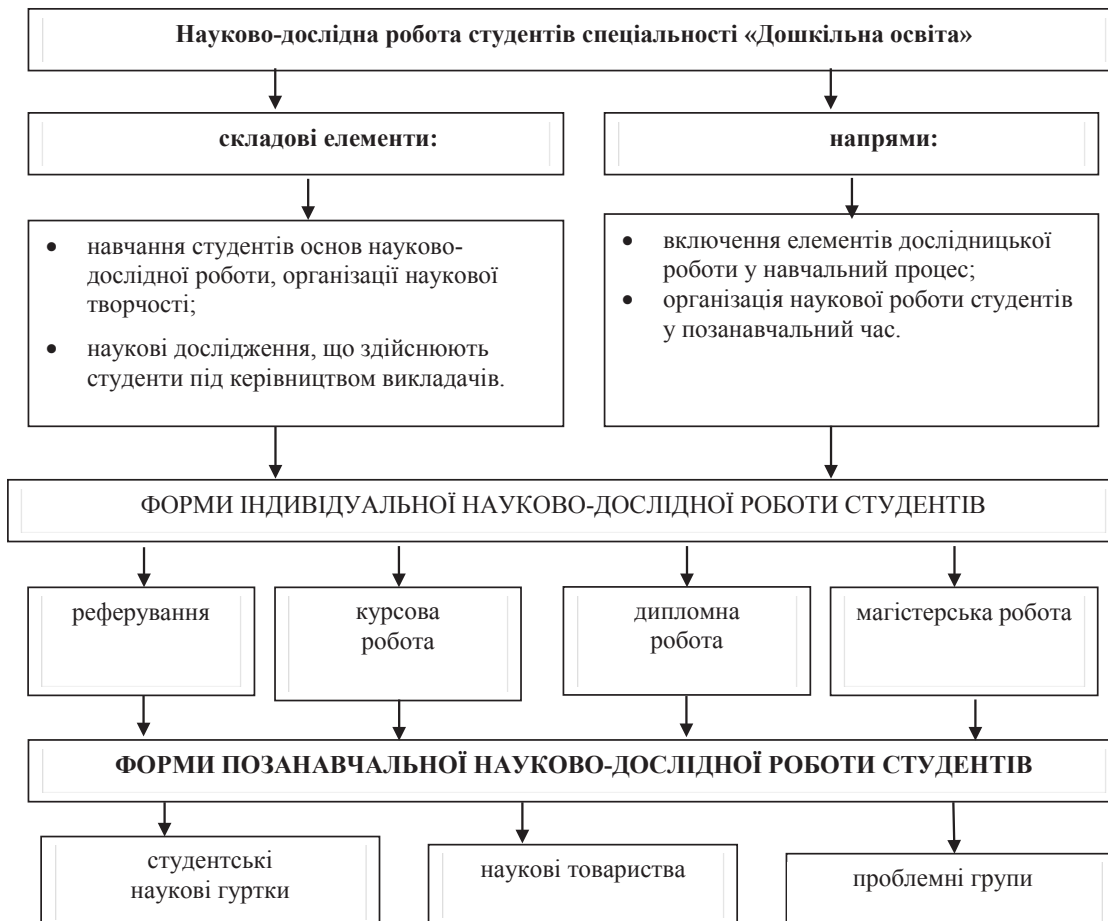 Науково-дослідна робота студентів спеціальності «Дошкільна освіта»
складові елементи:
напрями:
• навчання студентів основ науково-
дослідної роботи, організації наукової
творчості;
• наукові дослідження, що здійснюють
студенти під керівництвом викладачів.
• включення елементів дослідницької
роботи у навчальний процес;
• організація наукової роботи студентів
у позанавчальний час.
ФОРМИ ІНДИВІДУАЛЬНОЇ НАУКОВО-ДОСЛІДНОЇ РОБОТИ СТУДЕНТІВ
реферування
курсова
робота
дипломна
робота
магістерська робота
ФОРМИ ПОЗАНАВЧАЛЬНОЇ НАУКОВО-ДОСЛІДНОЇ РОБОТИ СТУДЕНТІВ
студентські
наукові гуртки
наукові товариства
проблемні групи